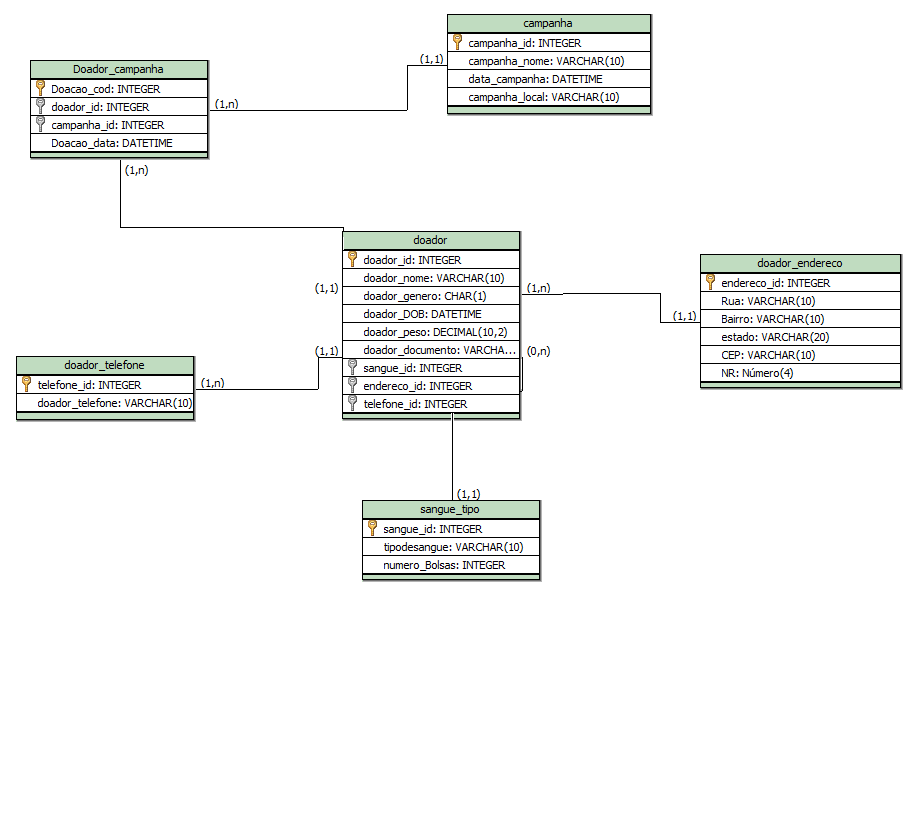 campanha
campanha_id: INTEGER
campanha_nome: VARCHAR(10)
data_campanha: DATETIME
campanha_local: VARCHAR(10)
(1,1)
Doador_campanha
Doacao_cod: INTEGER
doador_id: INTEGER
campanha_id: INTEGER
Doacao_data: DATETIME
(1,n)
(1,n)
doador
doador_id: INTEGER
doador_nome: VARCHAR(10)
doador_genero: CHAR(1)
doador_DOB: DATETIME
doador_peso: DECIMAL(10,2)
doador_documento: VARCHA...
sangue_id: INTEGER
endereco_id: INTEGER
telefone_id: INTEGER
(1,1)
(1,1)
(1,n)
(0,n)
doador_endereco
endereco_id: INTEGER
Rua: VARCHAR(10)
Bairro: VARCHAR(10)
estado: VARCHAR(20)
CEP: VARCHAR(10)
NR: Número(4)
(1,1)
doador_telefone
telefone_id: INTEGER
doador_telefone: VARCHAR(10)
(1,n)
(1,1)
sangue_tipo
sangue_id: INTEGER
tipodesangue: VARCHAR(10)
numero_Bolsas: INTEGER